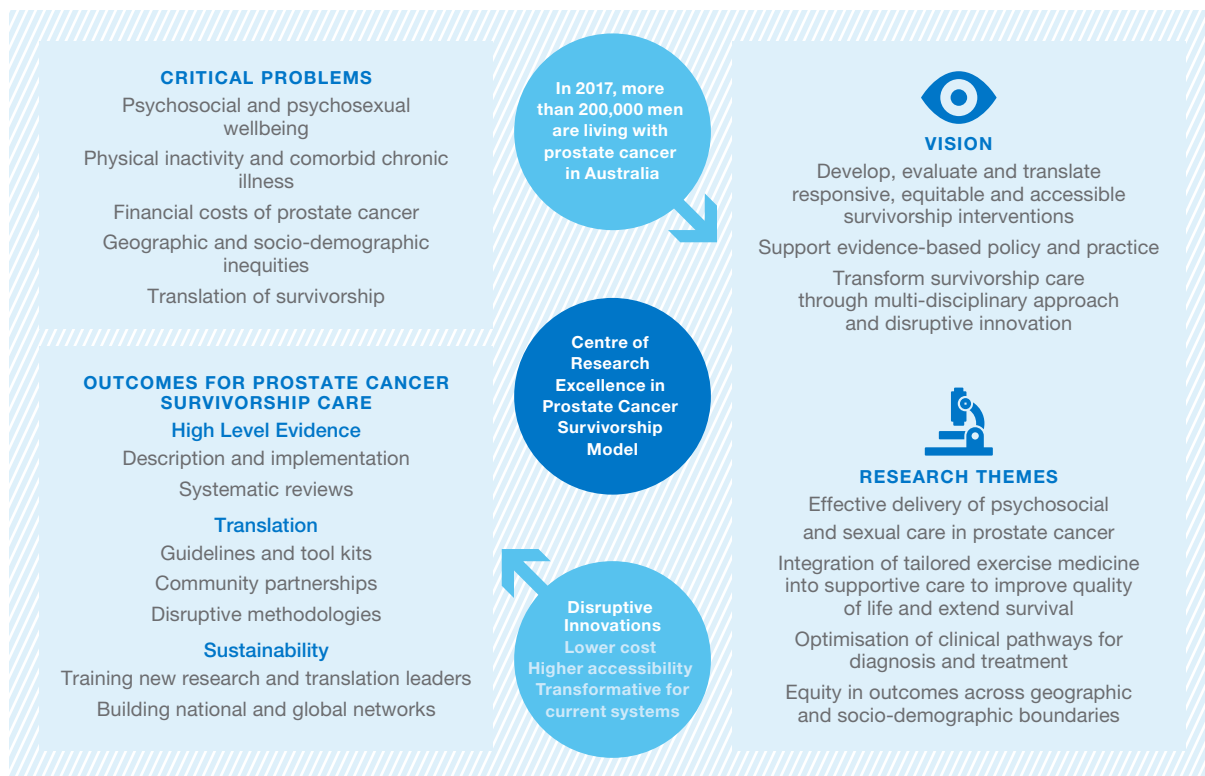 CRITICAL PROBLEMS
Psychosocial and psychosexual
wellbeing
Physical inactivity and comorbid chronic
illness
Financial costs of prostate cancer
Geographic and socio-demographic
inequities
Translation of survivorship
OUTCOMES FOR PROSTATE CANCER
SURVIVORSHIP CARE
High Level Evidence
Description and implementation
Systematic reviews
Translation
Guidelines and tool kits
Community partnerships
Disruptive methodologies
Sustainability
Training new research and translation leaders
Building national and global networks
In 2017, more
than 200,000 men
are living with
prostate cancer
in Australia
Centre of
Research
Excellence in
Prostate Cancer
Survivorship
Model
Disruptive
Innovations
Lower cost
Higher accessibility
Transformative for
current systems
VISION
Develop, evaluate and translate
responsive, equitable and accessible
survivorship interventions
Support evidence-based policy and practice
Transform survivorship care
through multi-disciplinary approach
and disruptive innovation
RESEARCH THEMES
Effective delivery of psychosocial
and sexual care in prostate cancer
Integration of tailored exercise medicine
into supportive care to improve quality
of life and extend survival
Optimisation of clinical pathways for
diagnosis and treatment
Equity in outcomes across geographic
and socio-demographic boundaries